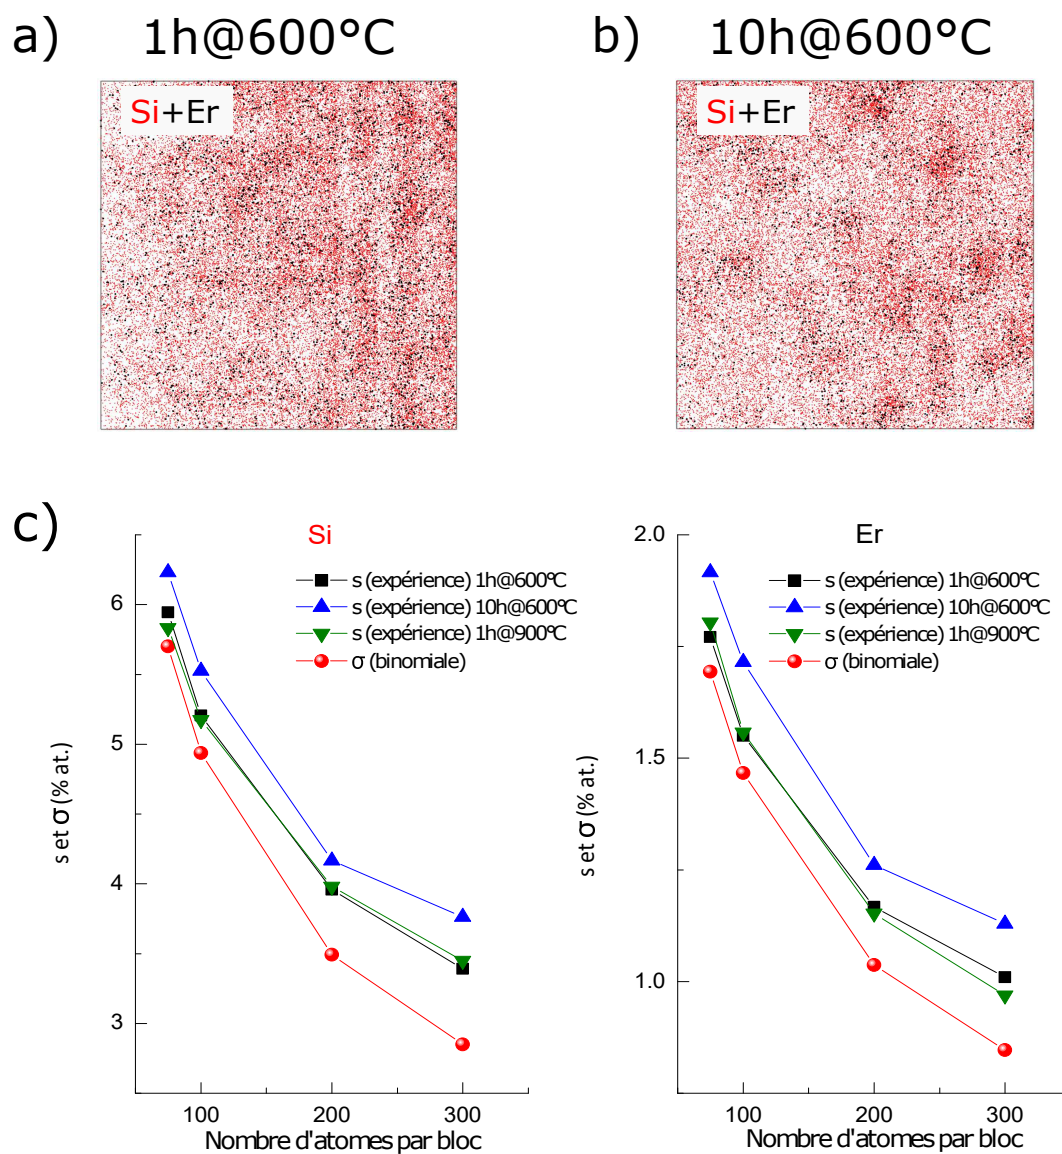 a) 1h@600°C
b) 10h@600°C
Si+Er
Si+Er
c)
Si
s (expérience) 1h@600°C
s (expérience) 10h@600°C
s (expérience) 1h@900°C
σ (binomiale)
6
5
4
3
s et σ (% at.)
100 200 300
Nombre d'atomes par bloc
Er
s (expérience) 1h@600°C
s (expérience) 10h@600°C
s (expérience) 1h@900°C
σ (binomiale)
2.0
1.5
1.0
s et σ (% at.)
100 200 300
Nombre d'atomes par bloc